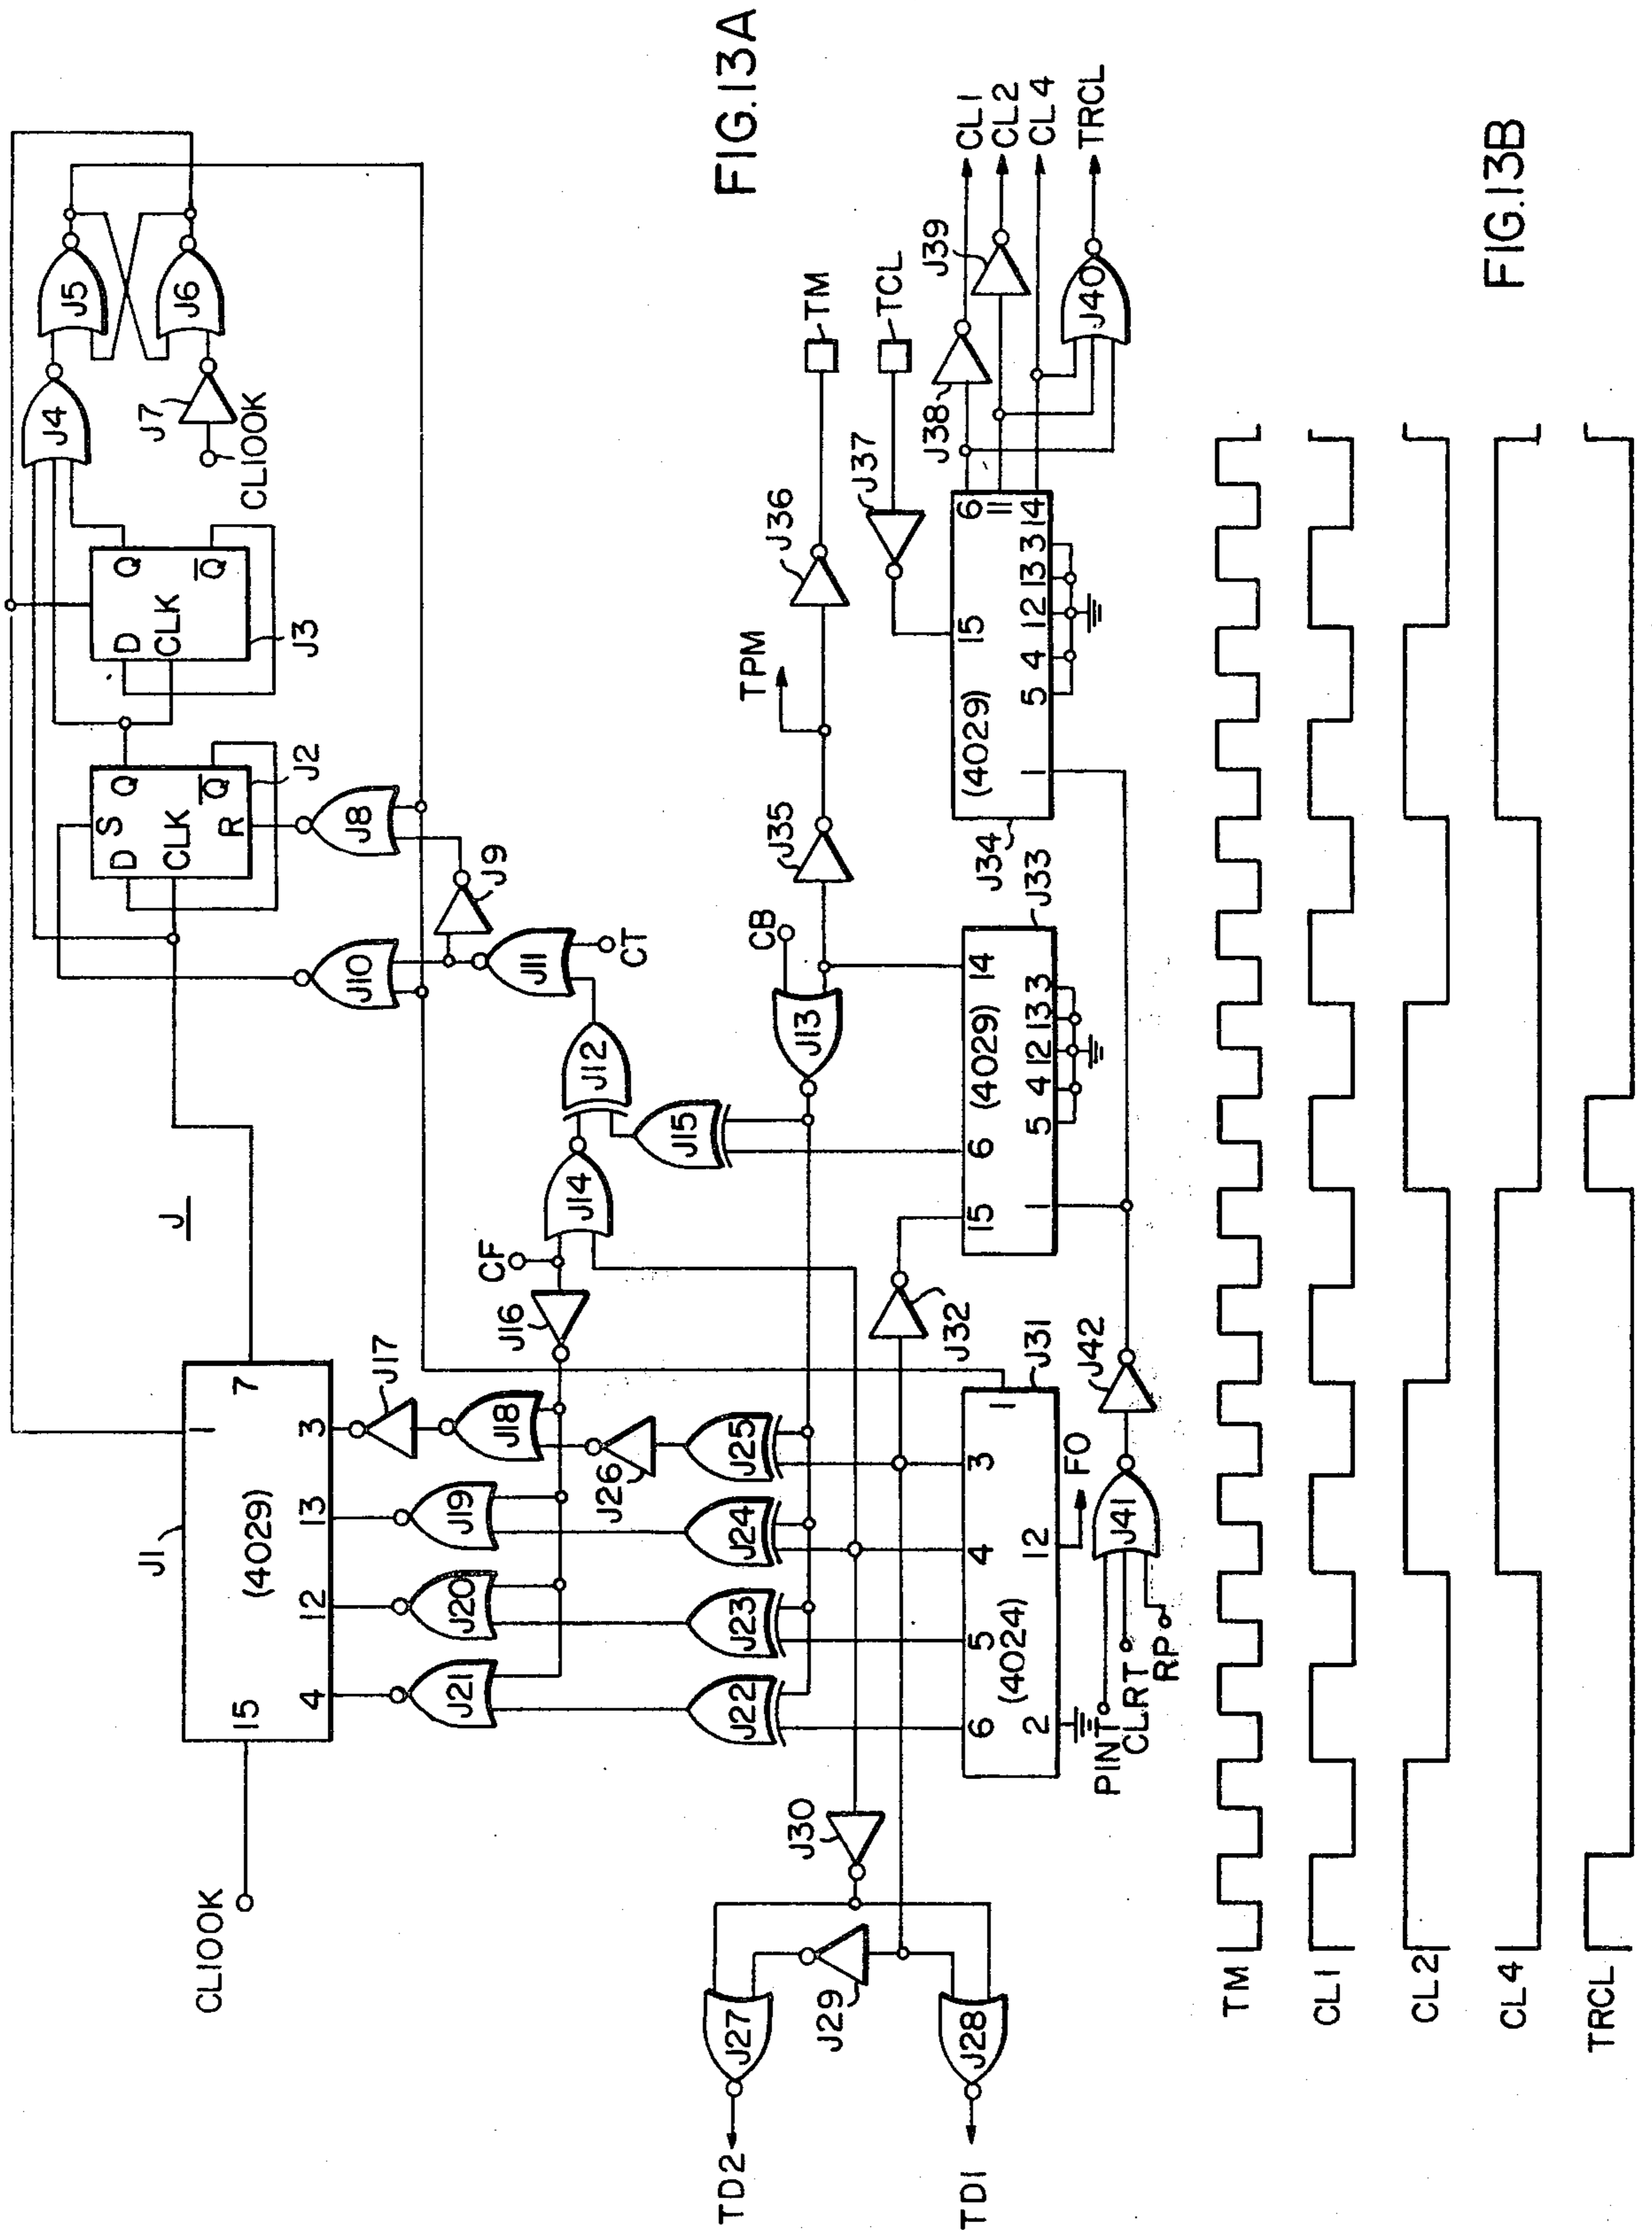 FIG.13A
J
CL100K
J1
15
1
7
(4029)
4
12
13
3
J17
J21
J20
J19
J18
J16
CF
J26
J22
J23
J24
J25
J14
J12
J15
J11
CT
J10
J9
J8
J2
D
S
CLK
Q
R
Q
J3
D
CLK
Q
Q
J4
J5
J6
J7
CL100K
J13
CB
J35
TPM
J36
TM
TCL
J37
J30
J29
J27
J28
TD2
TD1
J31
6
5
4
3
1
(4024)
2
12
FO
J32
PINT
CLRT
RP
J41
J42
J33
15
6
14
(4029)
1
5
4
12
13
3
J34
(4029)
15
6
11
14
1
5
4
12
13
3
J38
J39
J40
CL1
CL2
CL4
TRCL
FIG.13B
TM
CL1
CL2
CL4
TRCL